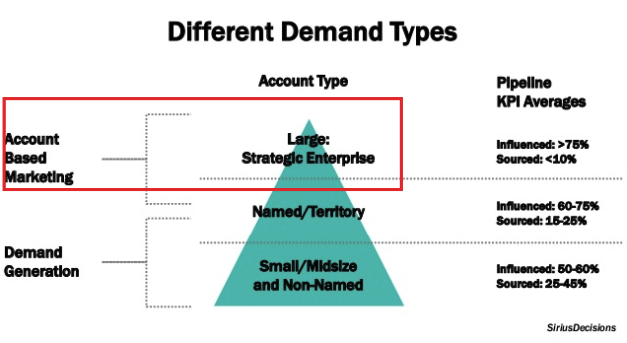 Different Demand Types
Account Type
Pipeline
KPI Averages
Account
Based
Marketing
Large:
Strategic Enterprise
Influenced: >75%
Sourced: <10%
Named/Territory
Influenced: 60-75%
Sourced: 15-25%
Demand
Generation
Small/Midsize
and Non-Named
Influenced: 50-60%
Sourced: 25-45%
SiriusDecisions